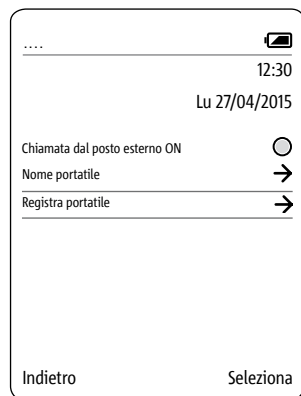 ....
12:30
Lu 27/04/2015
Chiamata dal posto esterno ON
Nome portatile
Registra portatile
Indietro Seleziona